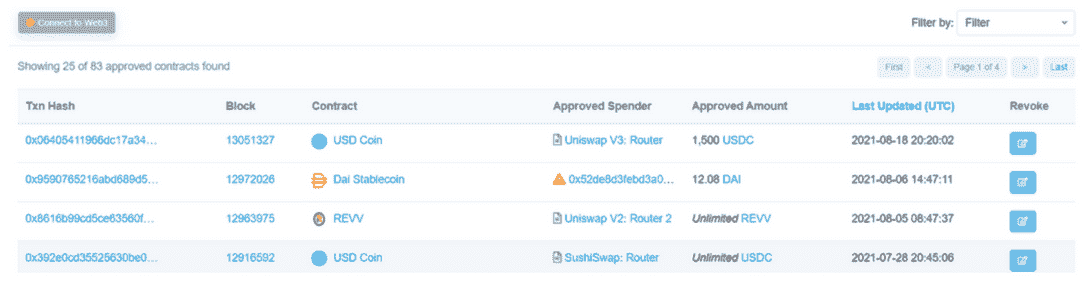 Connect to Web3 Filter by: Filter
Showing 25 of 83 approved contracts found First < Page 1 of 4 > Last
Txn Hash Block Contract Approved Spender Approved Amount Last Updated (UTC) Revoke
0x06405411966dc17a34... 13051327 USD Coin Uniswap V3: Router 1,500 USDC 2021-08-18 20:20:02
0x9590765216abd689d5... 12972026 Dai Stablecoin 0x52de8d3febd3a0... 12.08 DAI 2021-08-06 14:47:11
0x8616b99cd5ce63560f... 12963975 REVV Uniswap V2: Router 2 Unlimited REVV 2021-08-05 08:47:37
0x392e0cd35525630be0... 12916592 USD Coin SushiSwap: Router Unlimited USDC 2021-07-28 20:45:06